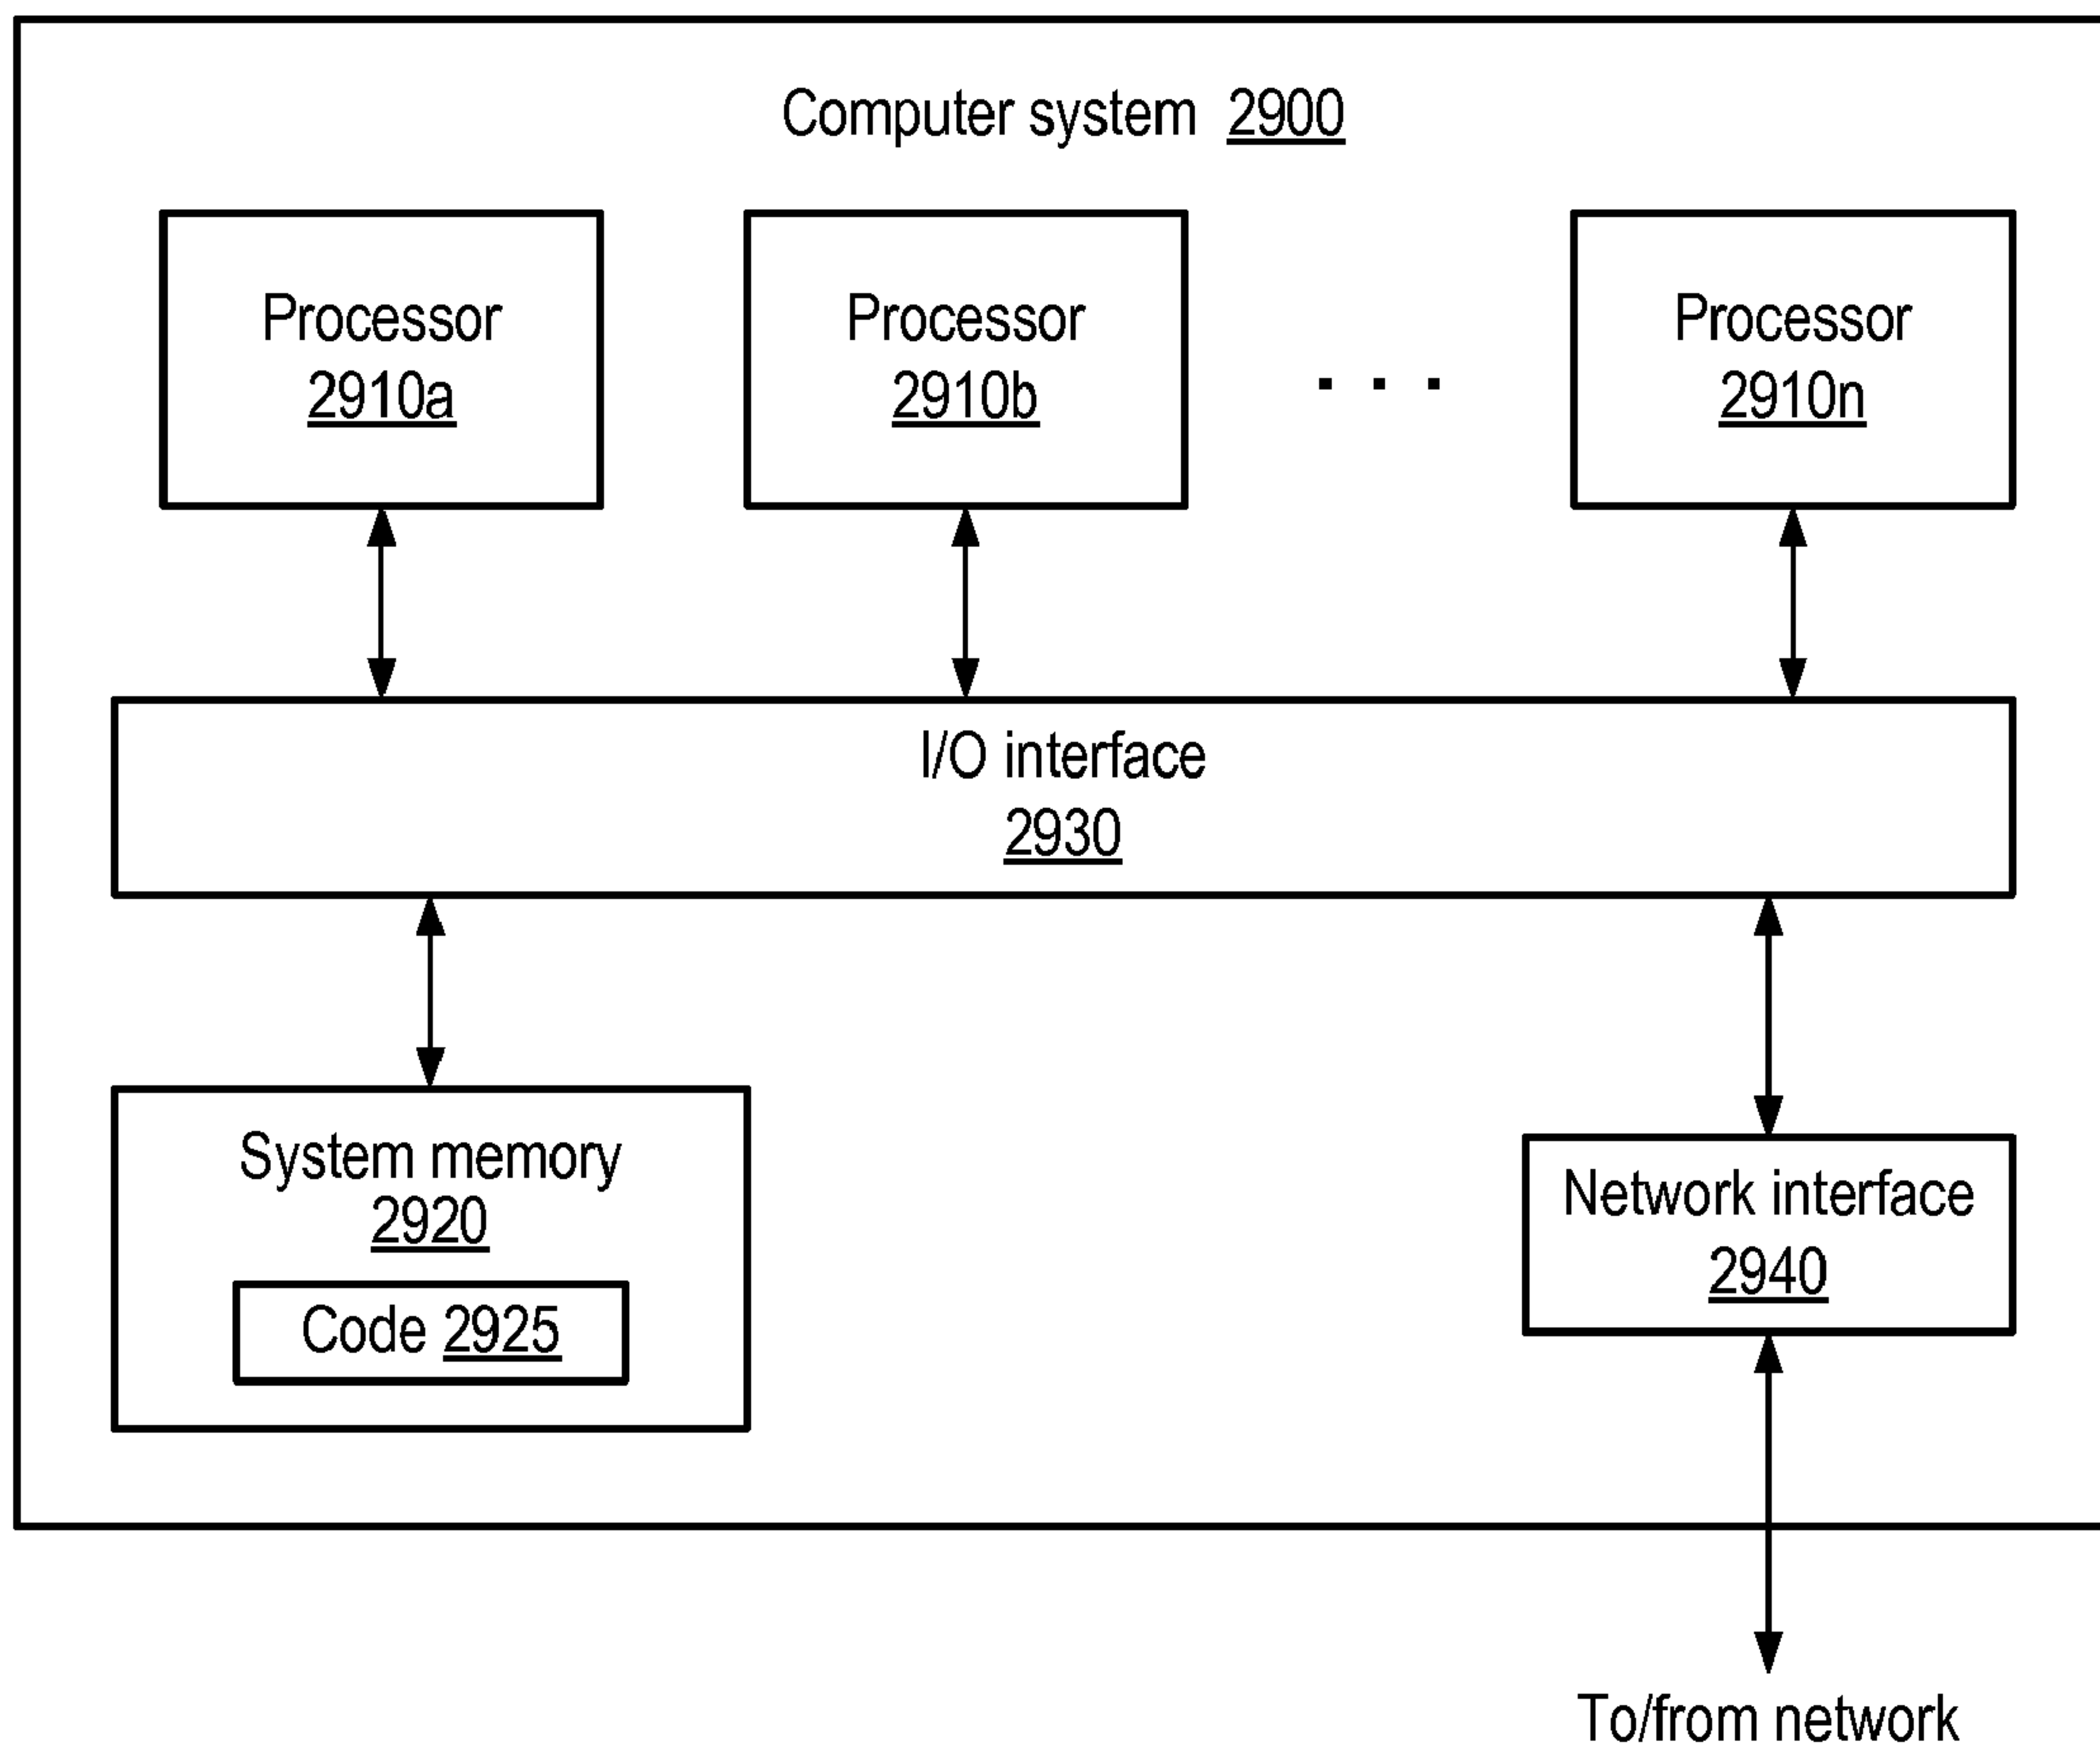 Computer system 2900
Processor
2910a
Processor
2910b
. . .
Processor
2910n
I/O interface
2930
System memory
2920
Code 2925
Network interface
2940
To/from network